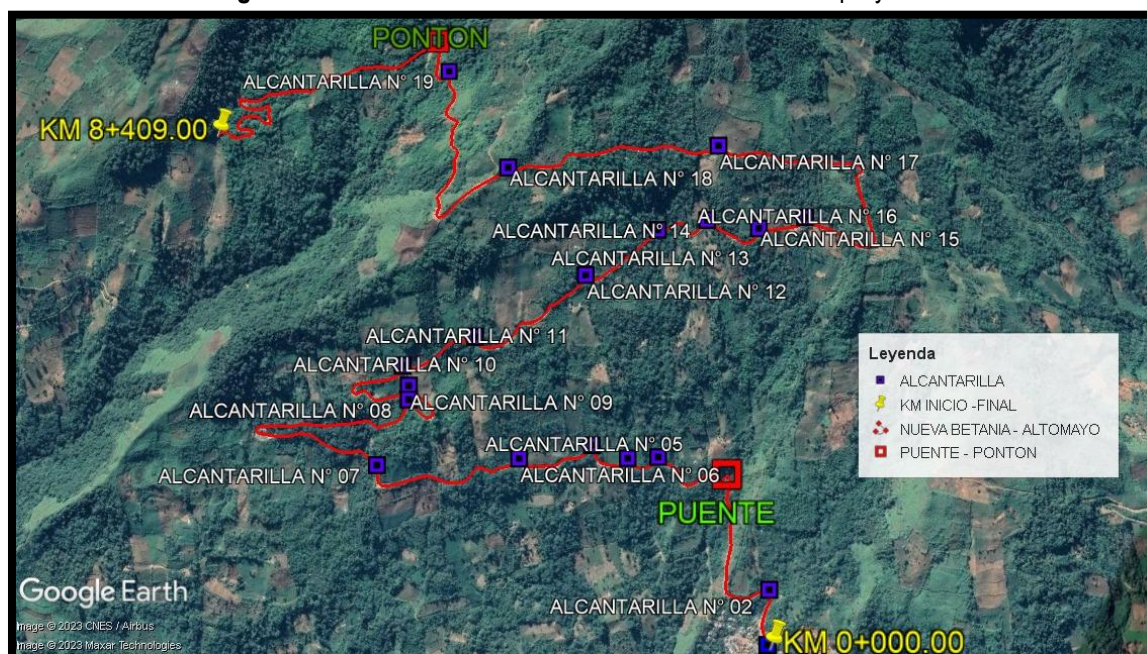 PONTON
ALCANTARILLA N° 19
KM 8+409.00
ALCANTARILLA N° 17
ALCANTARILLA N° 18
ALCANTARILLA N° 16
ALCANTARILLA N° 14
ALCANTARILLA N° 15
ALCANTARILLA N° 13
ALCANTARILLA N° 12
ALCANTARILLA N° 11
ALCANTARILLA N° 10
ALCANTARILLA N° 09
ALCANTARILLA N° 08
ALCANTARILLA N° 05
ALCANTARILLA N° 07
ALCANTARILLA N° 06
PUENTE
ALCANTARILLA N° 02
KM 0+000.00
Leyenda
ALCANTARILLA
KM INICIO -FINAL
NUEVA BETANIA - ALTOMAYO
PUENTE - PONTON
Google Earth
Image © 2023 CNES / Airbus
Image © 2023 Maxar Technologies